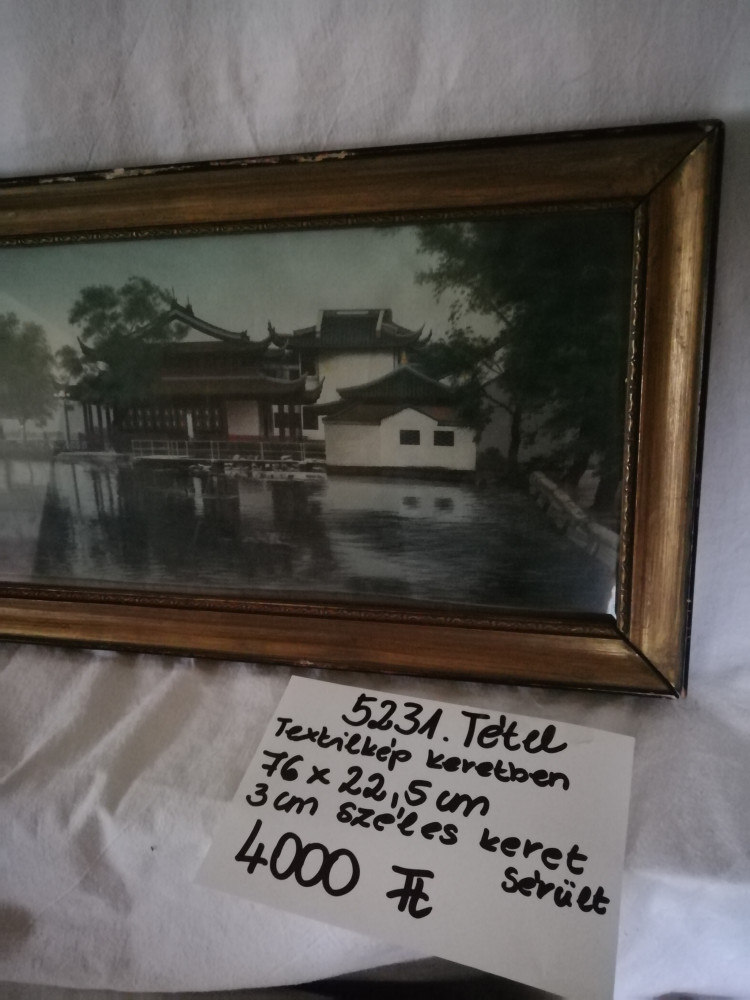 5231. Tétel
Textilkép keretben
76 x 22,5 cm
3 cm széles keret
sérült
4000 Ft